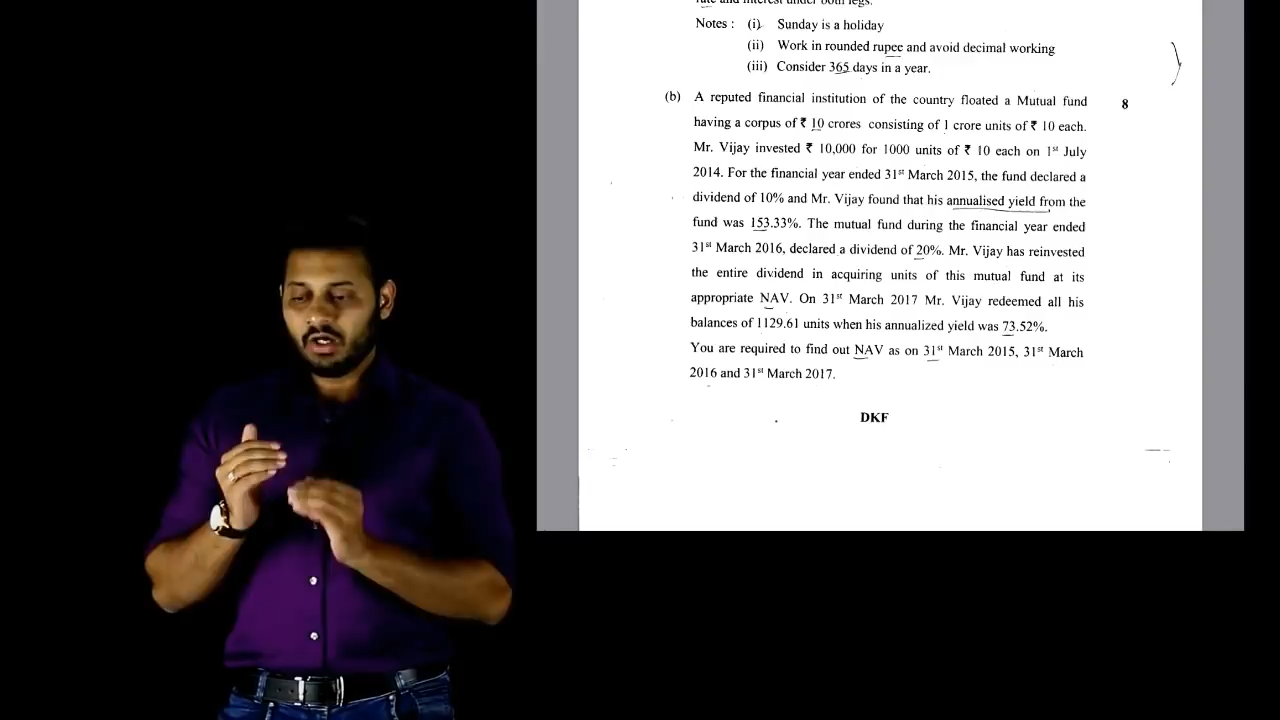 rate and interest under both legs.
Notes : (i) Sunday is a holiday
(ii) Work in rounded rupee and avoid decimal working
(iii) Consider 365 days in a year.
(b) A reputed financial institution of the country floated a Mutual fund 8
having a corpus of ₹ 10 crores consisting of 1 crore units of ₹ 10 each.
Mr. Vijay invested ₹ 10,000 for 1000 units of ₹ 10 each on 1st July
2014. For the financial year ended 31st March 2015, the fund declared a
dividend of 10% and Mr. Vijay found that his annualised yield from the
fund was 153.33%. The mutual fund during the financial year ended
31st March 2016, declared a dividend of 20%. Mr. Vijay has reinvested
the entire dividend in acquiring units of this mutual fund at its
appropriate NAV. On 31st March 2017 Mr. Vijay redeemed all his
balances of 1129.61 units when his annualized yield was 73.52%.
You are required to find out NAV as on 31st March 2015, 31st March
2016 and 31st March 2017.
DKF